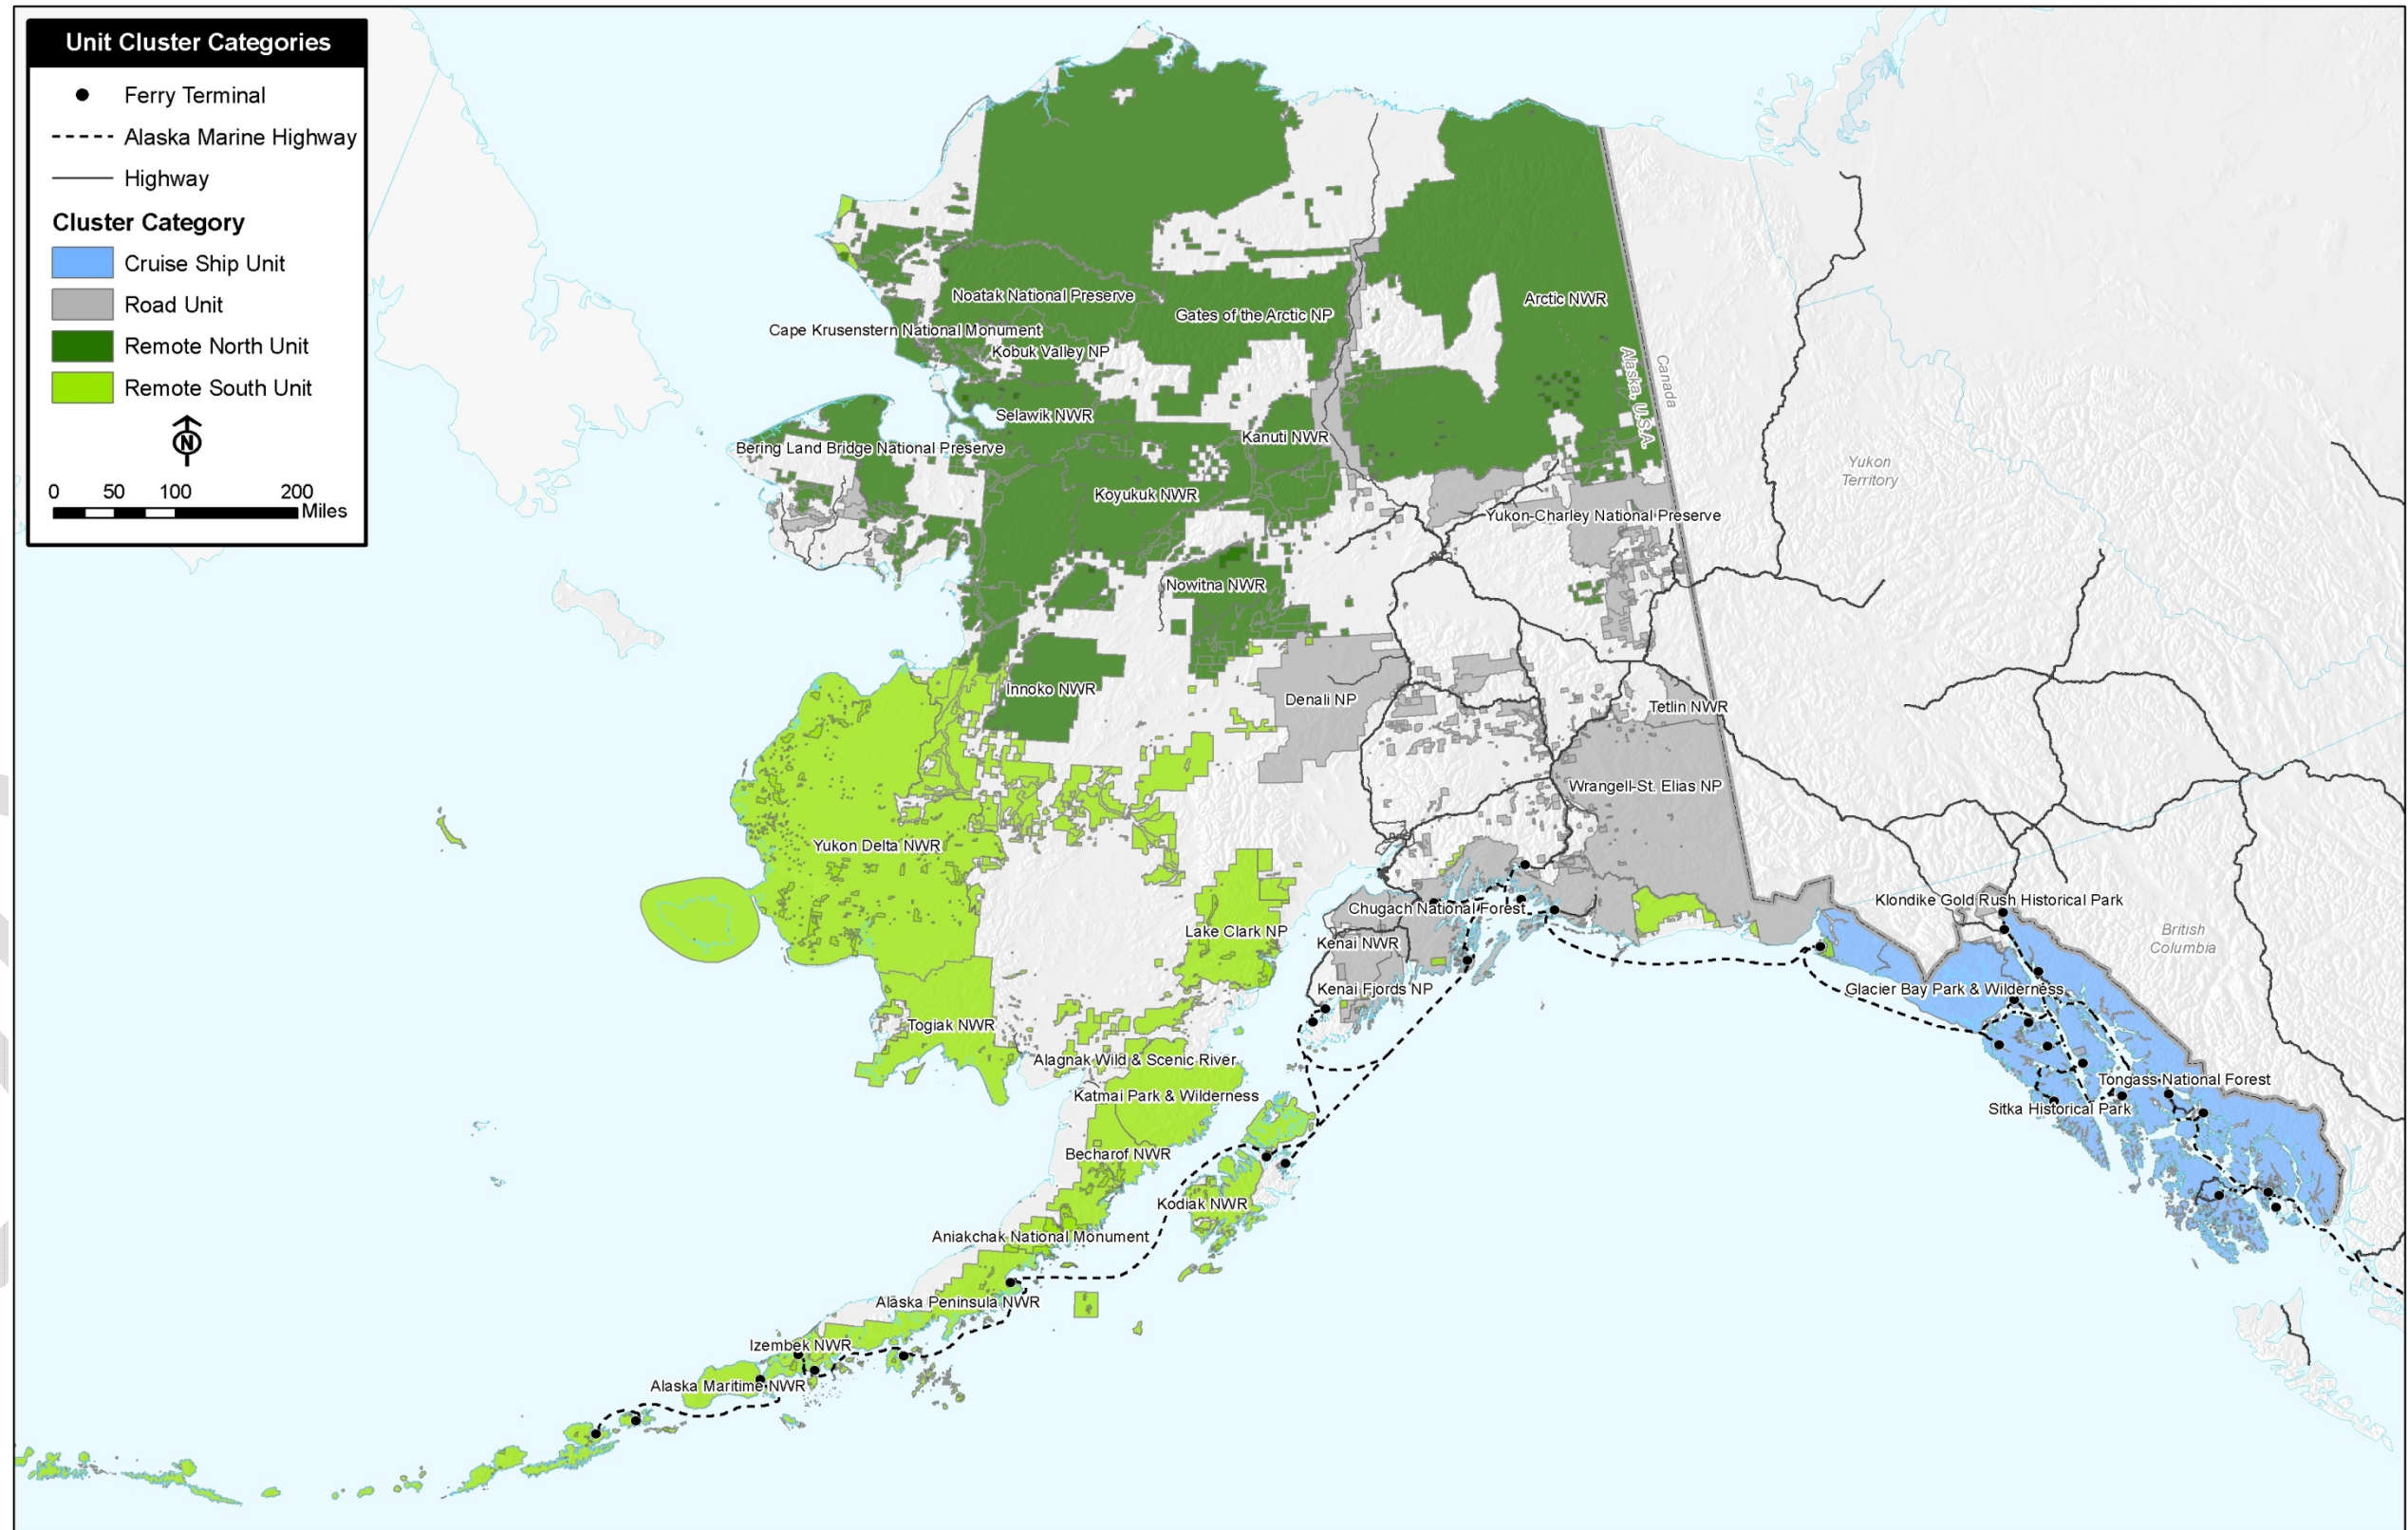 Unit Cluster Categories
Ferry Terminal
Alaska Marine Highway
Highway
Cluster Category
Cruise Ship Unit
Road Unit
Remote North Unit
Remote South Unit
N
0 50 100 200
Miles
Noatak National Preserve
Arctic NWR
Gates of the Arctic NP
Cape Krusenstern National Monument
Kobuk Valley NP
Canada
Alaska, U.S.A.
Selawik NWR
Kanuti NWR
Bering Land Bridge National Preserve
Yukon
Territory
Koyukuk NWR
Yukon-Charley National Preserve
Nowitna NWR
Innoko NWR
Denali NP
Tetlin NWR
Wrangell-St. Elias NP
Yukon Delta NWR
Klondike Gold Rush Historical Park
Chugach National Forest
Lake Clark NP
Kenai NWR
British
Columbia
Kenai Fjords NP
Glacier Bay Park & Wilderness
Togiak NWR
Alagnak Wild & Scenic River
Tongass National Forest
Katmai Park & Wilderness
Sitka Historical Park
Becharof NWR
Kodiak NWR
Aniakchak National Monument
Alaska Peninsula NWR
Izembek NWR
Alaska Maritime NWR